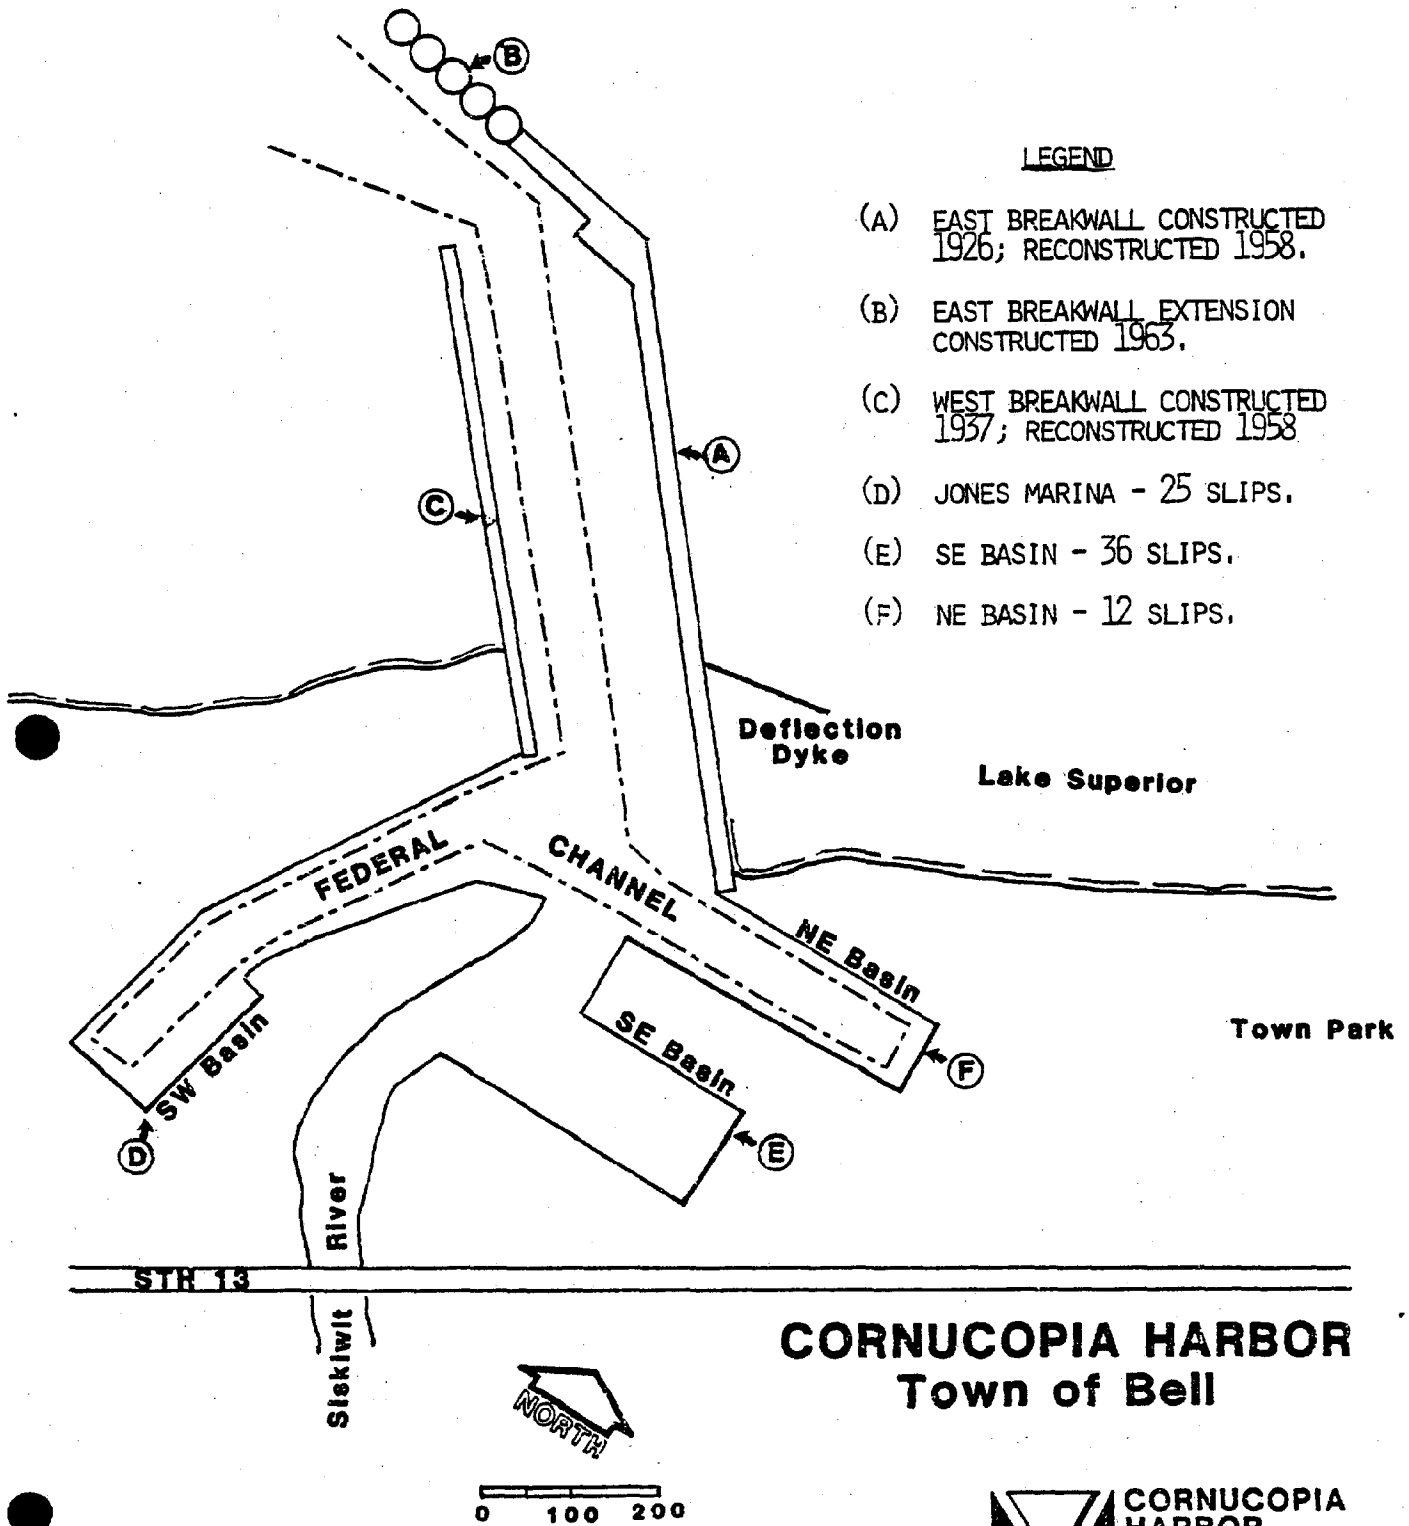 B
LEGEND
(A) EAST BREAKWALL CONSTRUCTED
1926; RECONSTRUCTED 1958.
(B) EAST BREAKWALL EXTENSION
CONSTRUCTED 1963.
(C) WEST BREAKWALL CONSTRUCTED
1937; RECONSTRUCTED 1958
(D) JONES MARINA - 25 SLIPS.
(E) SE BASIN - 36 SLIPS.
(F) NE BASIN - 12 SLIPS.
A
C
Deflection
Dyke
Lake Superior
FEDERAL CHANNEL
NE Basin
SE Basin
SW Basin
Town Park
F
E
D
Siskiwit River
STH 13
CORNUCOPIA HARBOR
Town of Bell
NORTH
0 100 200
CORNUCOPIA
HARBOR